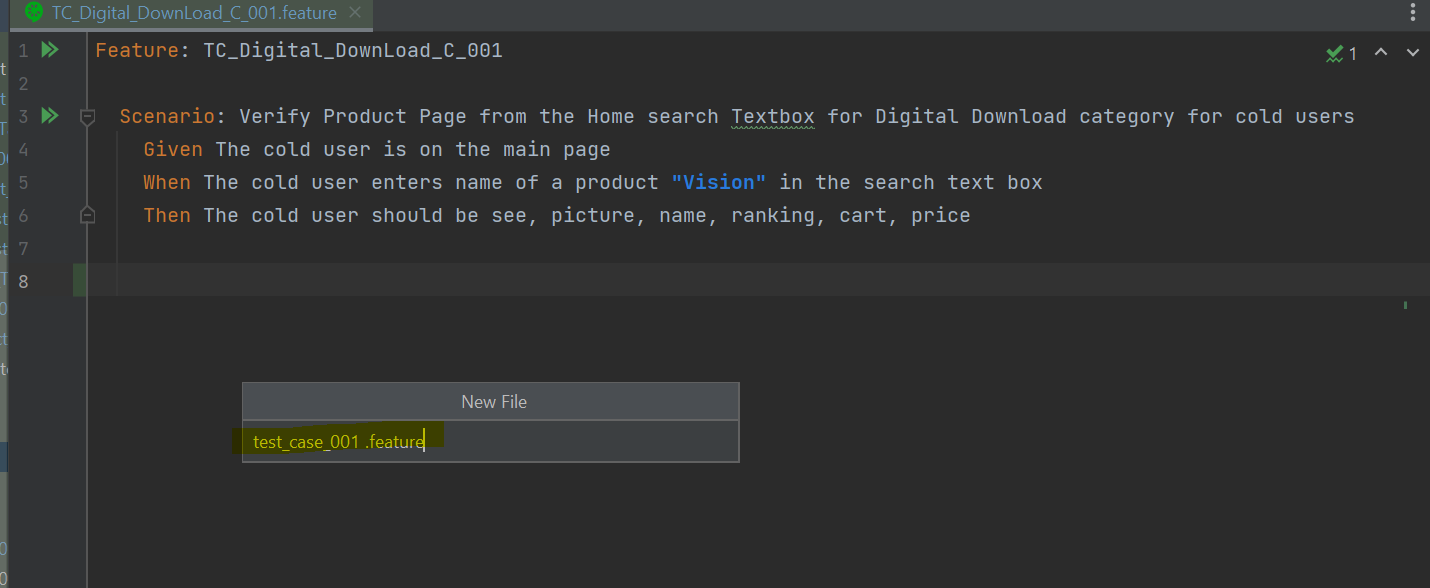 TC_Digital_DownLoad_C_001.feature
1 Feature: TC_Digital_DownLoad_C_001
1
2
3 Scenario: Verify Product Page from the Home search Textbox for Digital Download category for cold users
4 Given The cold user is on the main page
5 When The cold user enters name of a product "Vision" in the search text box
6 Then The cold user should be see, picture, name, ranking, cart, price
7
8
New File
test_case_001 .feature